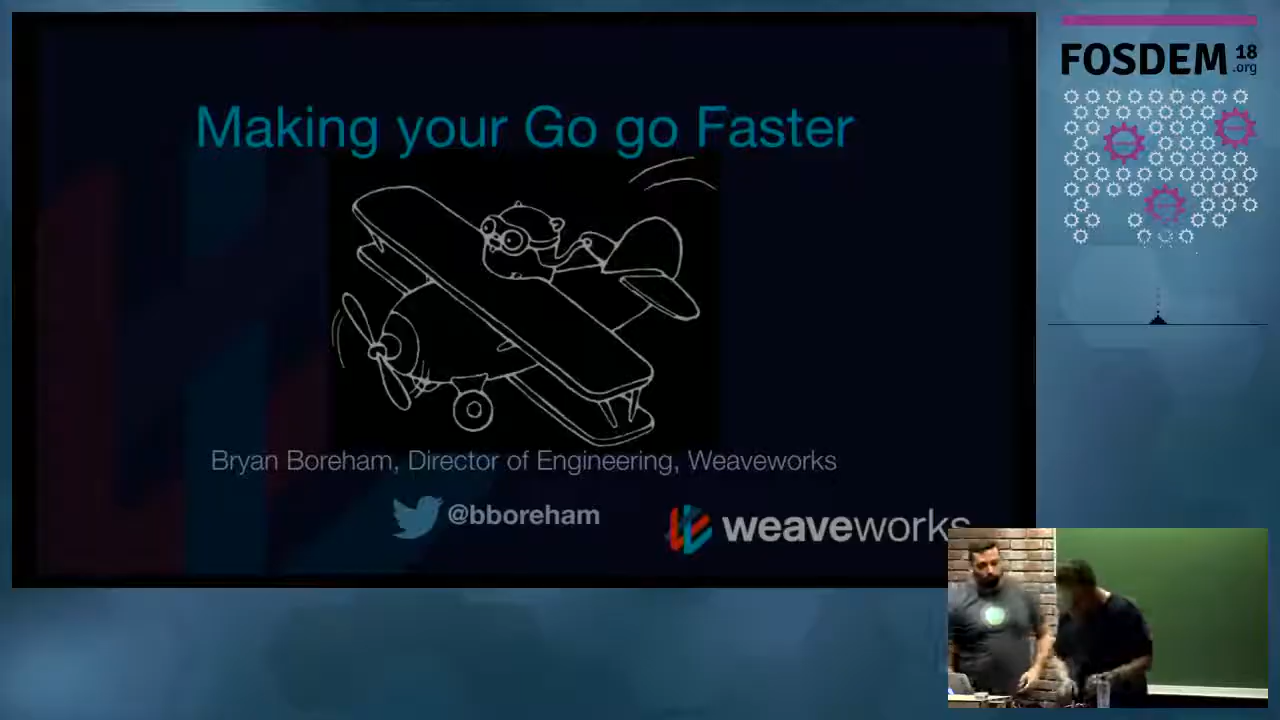 Making your Go go Faster
Bryan Boreham, Director of Engineering, Weaveworks
@bboreham
weaveworks
FOSDEM 18
.org